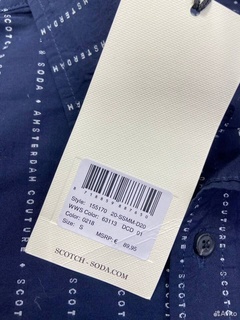 SCOTCH & SODA ✦ AMSTERDAM COUTURE ✦
Style: 155170 20-SSMM-D20
WWS Color: 63113 DCD 01
Color: 0218
Size: S
MSRP: € 89,95
SCOTCH-SODA.COM
Avito